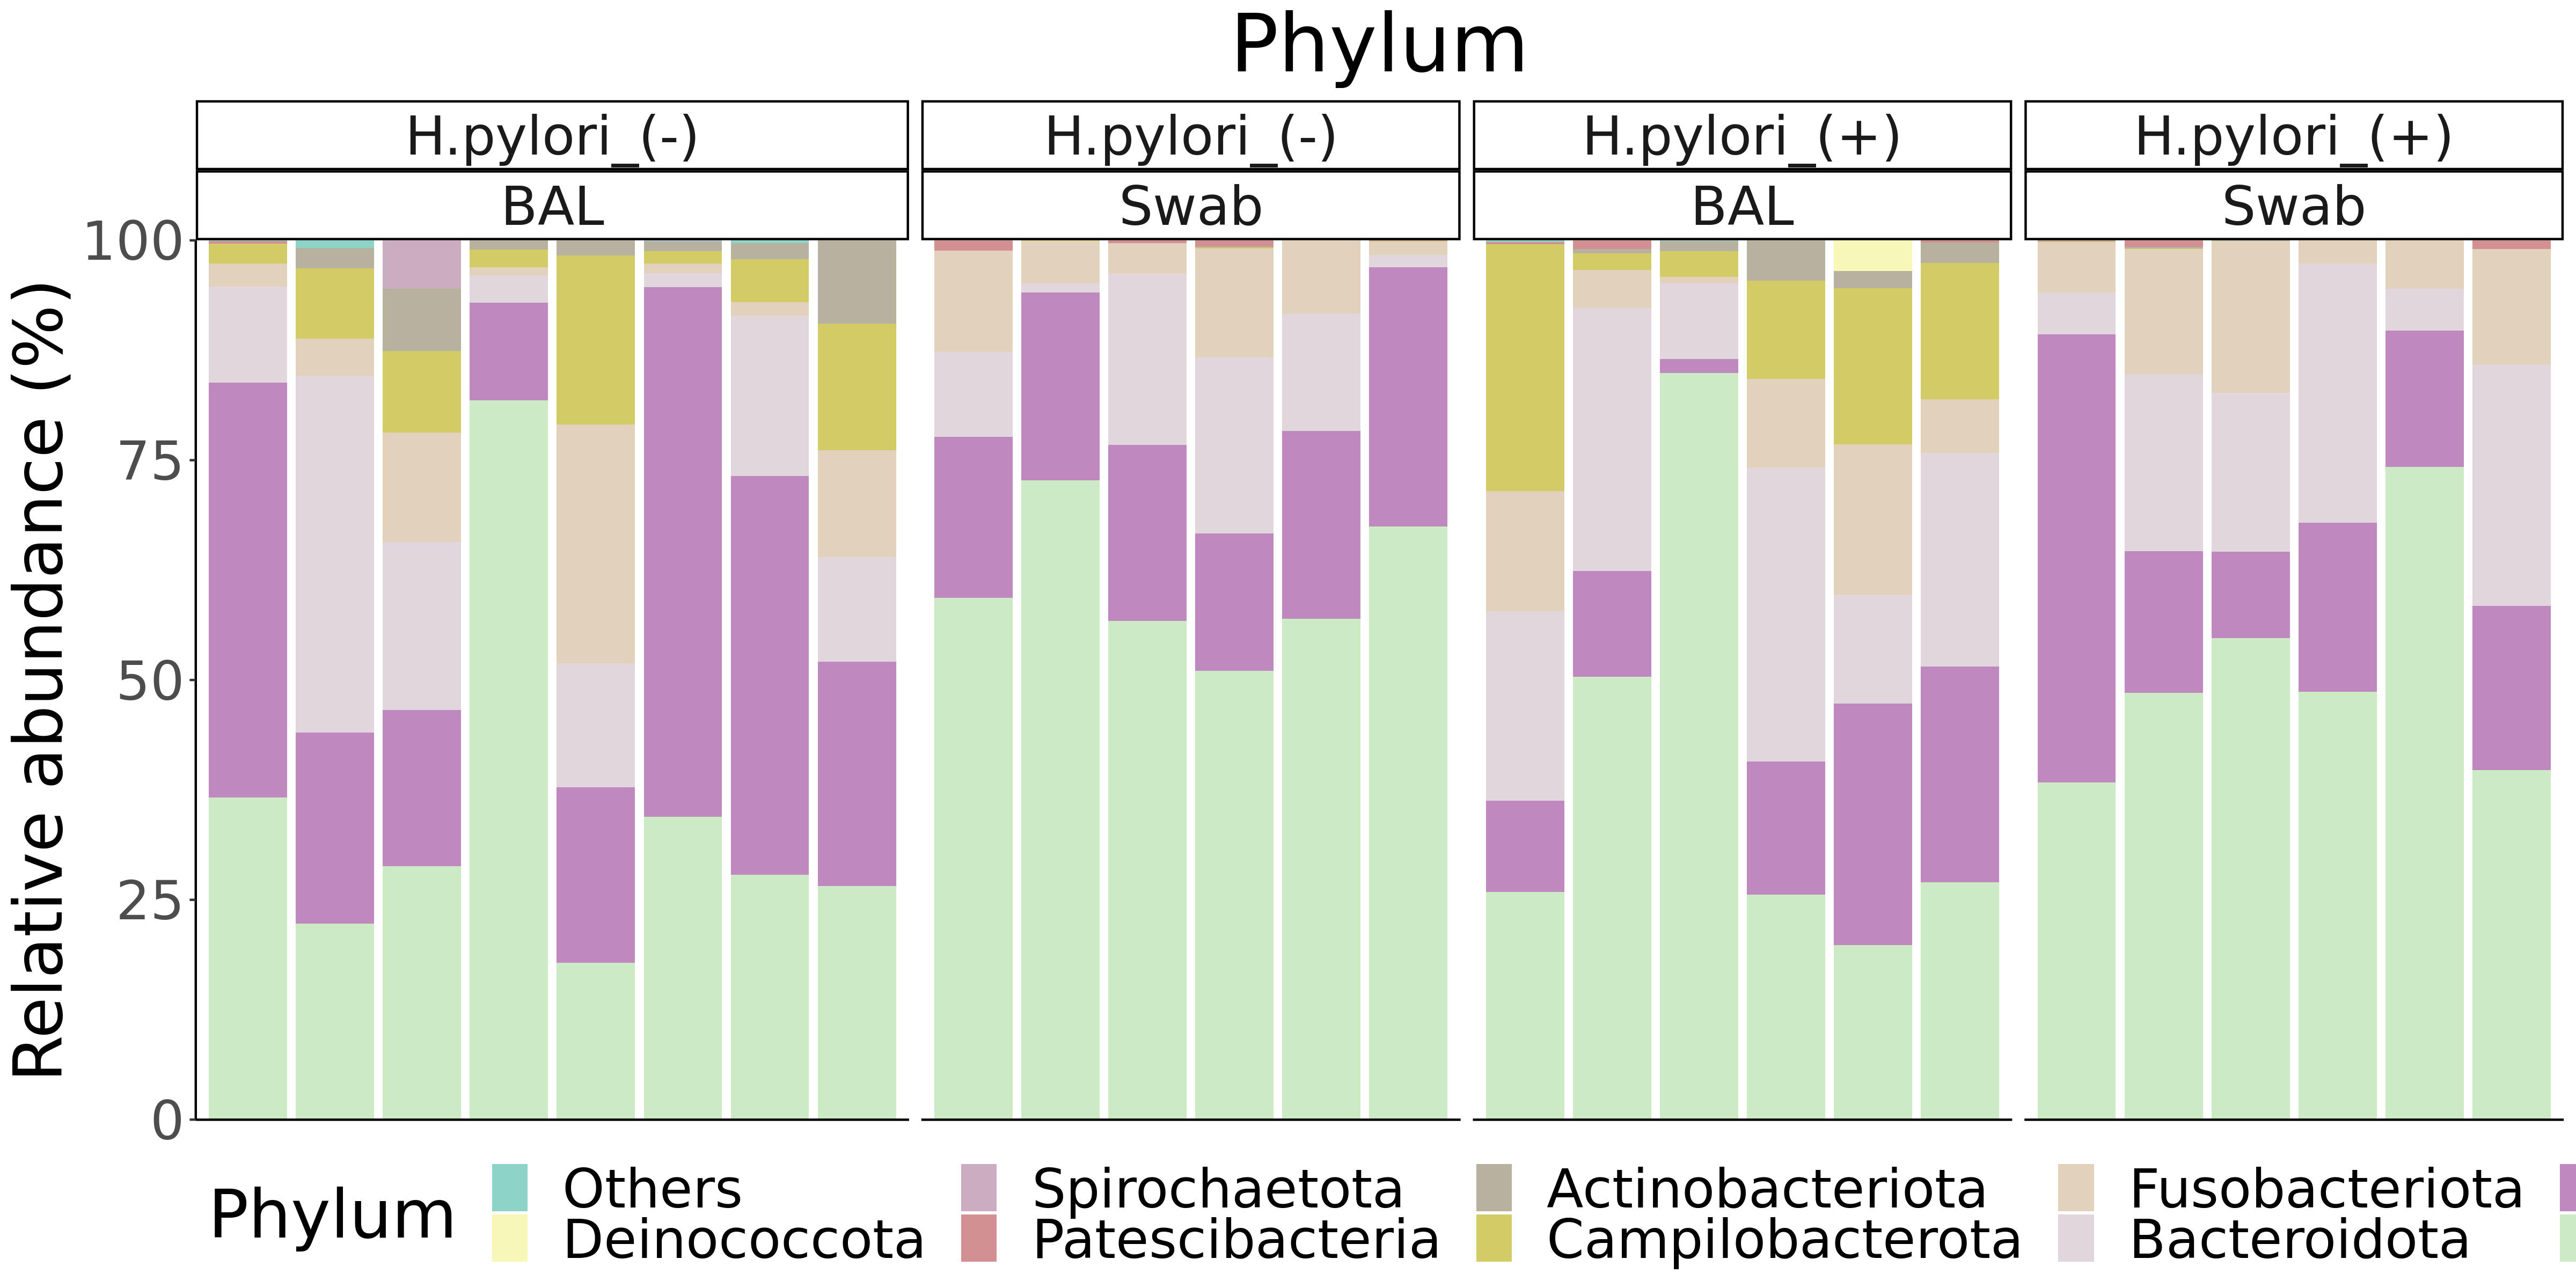 Phylum
H.pylori_(-)
H.pylori_(-)
H.pylori_(+)
H.pylori_(+)
BAL
Swab
BAL
Swab
Relative abundance (%)
100
75
50
25
0
Phylum
Others
Spirochaetota
Actinobacteriota
Fusobacteriota
Deinococcota
Patescibacteria
Campilobacterota
Bacteroidota